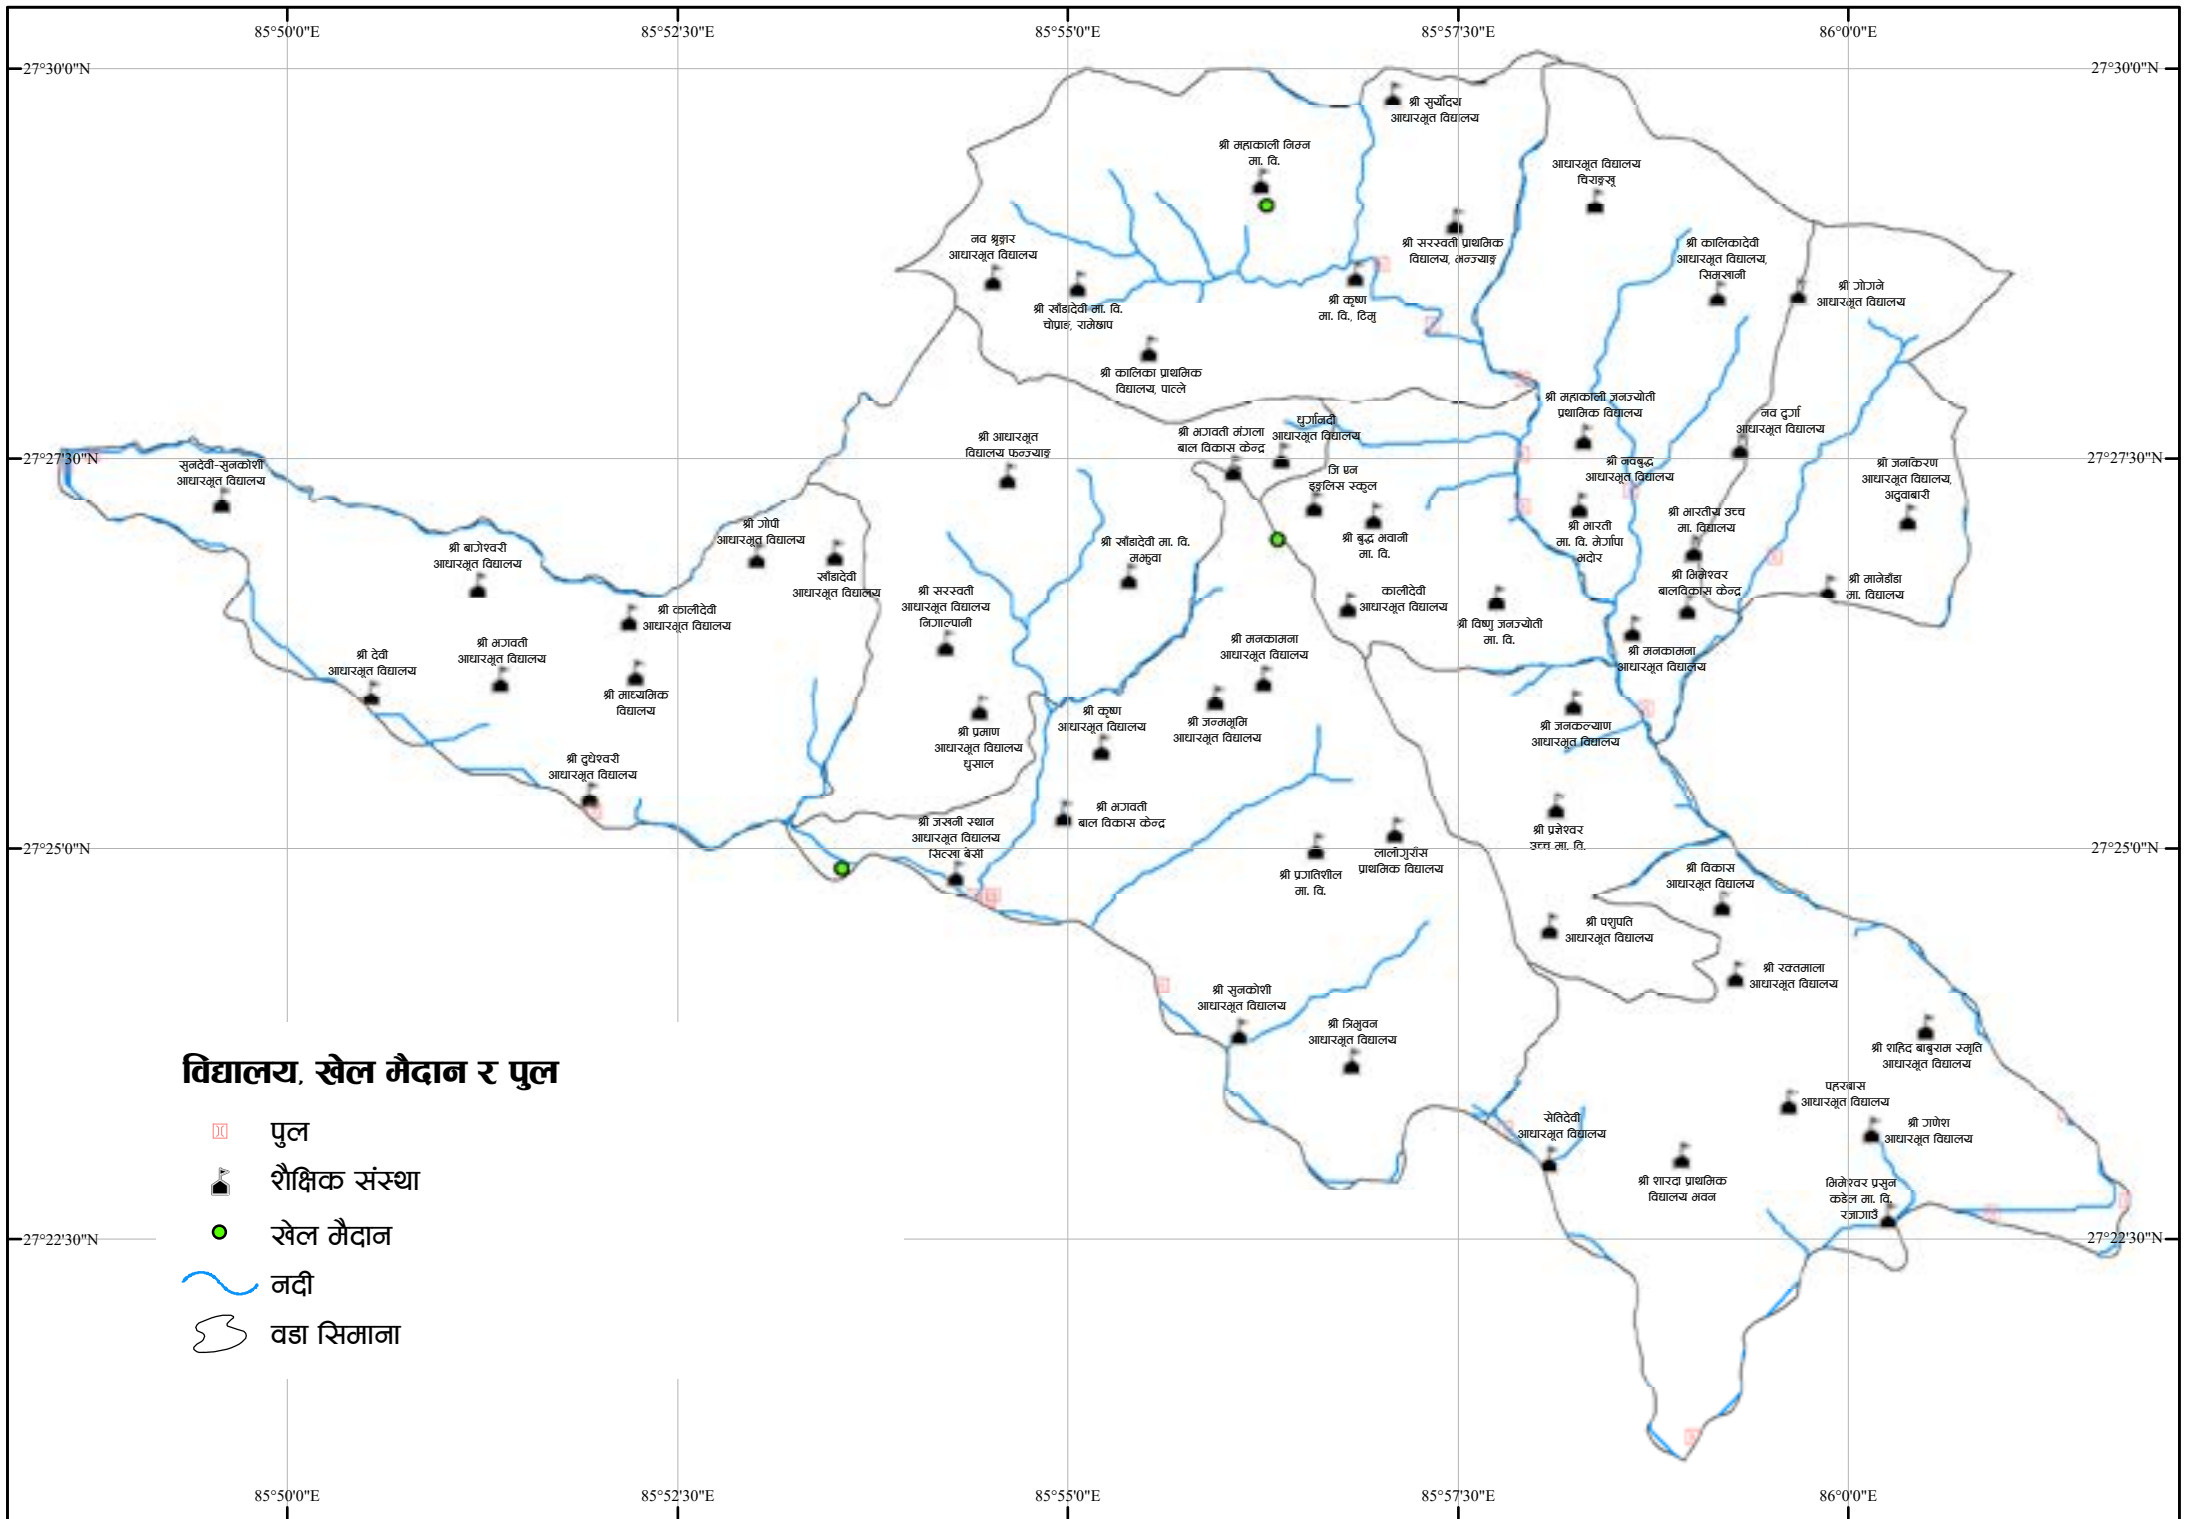 85°50'0"E
85°52'30"E
85°55'0"E
85°57'30"E
86°0'0"E
27°30'0"N
27°30'0"N
श्री सुर्योदय
आधारभूत विद्यालय
श्री महाकाली निम्न
मा. वि.
आधारभूत विद्यालय
चिराङ्खू
नव श्रृङ्गार
आधारभूत विद्यालय
श्री सरस्वती प्राथमिक
विद्यालय, भन्ज्याङ्ग
श्री कालिकादेवी
आधारभूत विद्यालय,
सिमखानी
श्री गोगने
आधारभूत विद्यालय
श्री खाँडादेवी मा. वि.
चोप्राङ, रामेछाप
श्री कृष्ण
मा. वि., टिमु
श्री कालिका प्राथमिक
विद्यालय, पाल्ले
श्री महाकाली जनज्योती
प्रथामिक विद्यालय
नव दुर्गा
आधारभूत विद्यालय
धुर्गानदी
आधारभूत विद्यालय
श्री भगवती मंगला
बाल विकास केन्द्र
श्री आधारभूत
विद्यालय फन्ज्याङ्ग
27°27'30"N
27°27'30"N
सुनदेवी-सुनकोशी
आधारभूत विद्यालय
जि एन
इङ्गलिस स्कुल
श्री नवबुद्ध
आधारभूत विद्यालय
श्री जनकिरण
आधारभूत विद्यालय,
अदुवाबारी
श्री बागेश्वरी
आधारभूत विद्यालय
श्री गोपी
आधारभूत विद्यालय
खाँडादेवी
आधारभूत विद्यालय
श्री खाँडादेवी मा. वि.
मझुवा
श्री बुद्ध भवानी
मा. वि.
श्री भारती
मा. वि. मेर्गापा
भदोर
श्री भारतीय उच्च
मा. विद्यालय
श्री भिमेश्वर
बालविकास केन्द्र
श्री मानेडाँडा
मा. विद्यालय
श्री कालीदेवी
आधारभूत विद्यालय
श्री सरस्वती
आधारभूत विद्यालय
निगाल्पानी
कालीदेवी
आधारभूत विद्यालय
श्री विष्णु जनज्योती
मा. वि.
श्री देवी
आधारभूत विद्यालय
श्री भगवती
आधारभूत विद्यालय
श्री मनकामना
आधारभूत विद्यालय
श्री मनकामना
आधारभूत विद्यालय
श्री माध्यमिक
विद्यालय
श्री प्रमाण
आधारभूत विद्यालय
धुसाल
श्री कृष्ण
आधारभूत विद्यालय
श्री जन्मभूमि
आधारभूत विद्यालय
श्री जनकल्याण
आधारभूत विद्यालय
श्री दुधेश्वरी
आधारभूत विद्यालय
श्री जखनी स्थान
आधारभूत विद्यालय
सित्खा बेसी
श्री भगवती
बाल विकास केन्द्र
श्री प्रज्ञेश्वर
उच्च मा. वि.
27°25'0"N
27°25'0"N
श्री प्रगतिशील
मा. वि.
लालीगुराँस
प्राथमिक विद्यालय
श्री विकास
आधारभूत विद्यालय
श्री पशुपति
आधारभूत विद्यालय
श्री रक्तमाला
आधारभूत विद्यालय
श्री सुनकोशी
आधारभूत विद्यालय
श्री त्रिभुवन
आधारभूत विद्यालय
श्री शहिद बाबुराम स्मृति
आधारभूत विद्यालय
पहरबास
आधारभूत विद्यालय
सेतिदेवी
आधारभूत विद्यालय
श्री गणेश
आधारभूत विद्यालय
श्री शारदा प्राथमिक
विद्यालय भवन
भिमेश्वर प्रसुन
कडेल मा. वि.
रजागाउँ
27°22'30"N
27°22'30"N
विद्यालय, खेल मैदान र पुल
पुल
शैक्षिक संस्था
खेल मैदान
नदी
वडा सिमाना
85°50'0"E
85°52'30"E
85°55'0"E
85°57'30"E
86°0'0"E